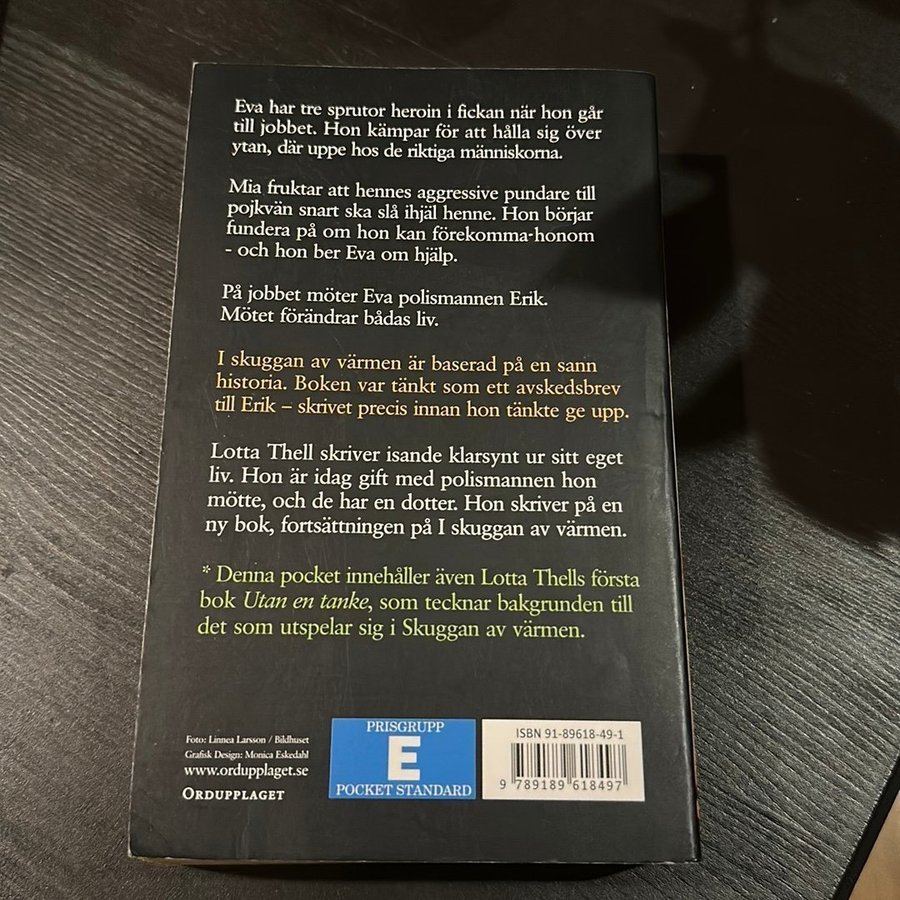 Eva har tre sprutor heroin i fickan när hon går
till jobbet. Hon kämpar för att hålla sig över
ytan, där uppe hos de riktiga människorna.
Mia fruktar att hennes aggressive pundare till
pojkvän snart ska slå ihjäl henne. Hon börjar
fundera på om hon kan förekomma-honom
- och hon ber Eva om hjälp.
På jobbet möter Eva polismannen Erik.
Mötet förändrar bådas liv.
I skuggan av värmen är baserad på en sann
historia. Boken var tänkt som ett avskedsbrev
till Erik – skrivet precis innan hon tänkte ge upp.
Lotta Thell skriver isande klarsynt ur sitt eget
liv. Hon är idag gift med polismannen hon
mötte, och de har en dotter. Hon skriver på en
ny bok, fortsättningen på I skuggan av värmen.
* Denna pocket innehåller även Lotta Thells första
bok Utan en tanke, som tecknar bakgrunden till
det som utspelar sig i Skuggan av värmen.
Foto: Linnea Larsson / Bildhuset
Grafisk Design: Monica Eskedahl
www.ordupplaget.se
ORDUPPLAGET
PRISGRUPP
E
POCKET STANDARD
ISBN 91-89618-49-1
9 789189 618497